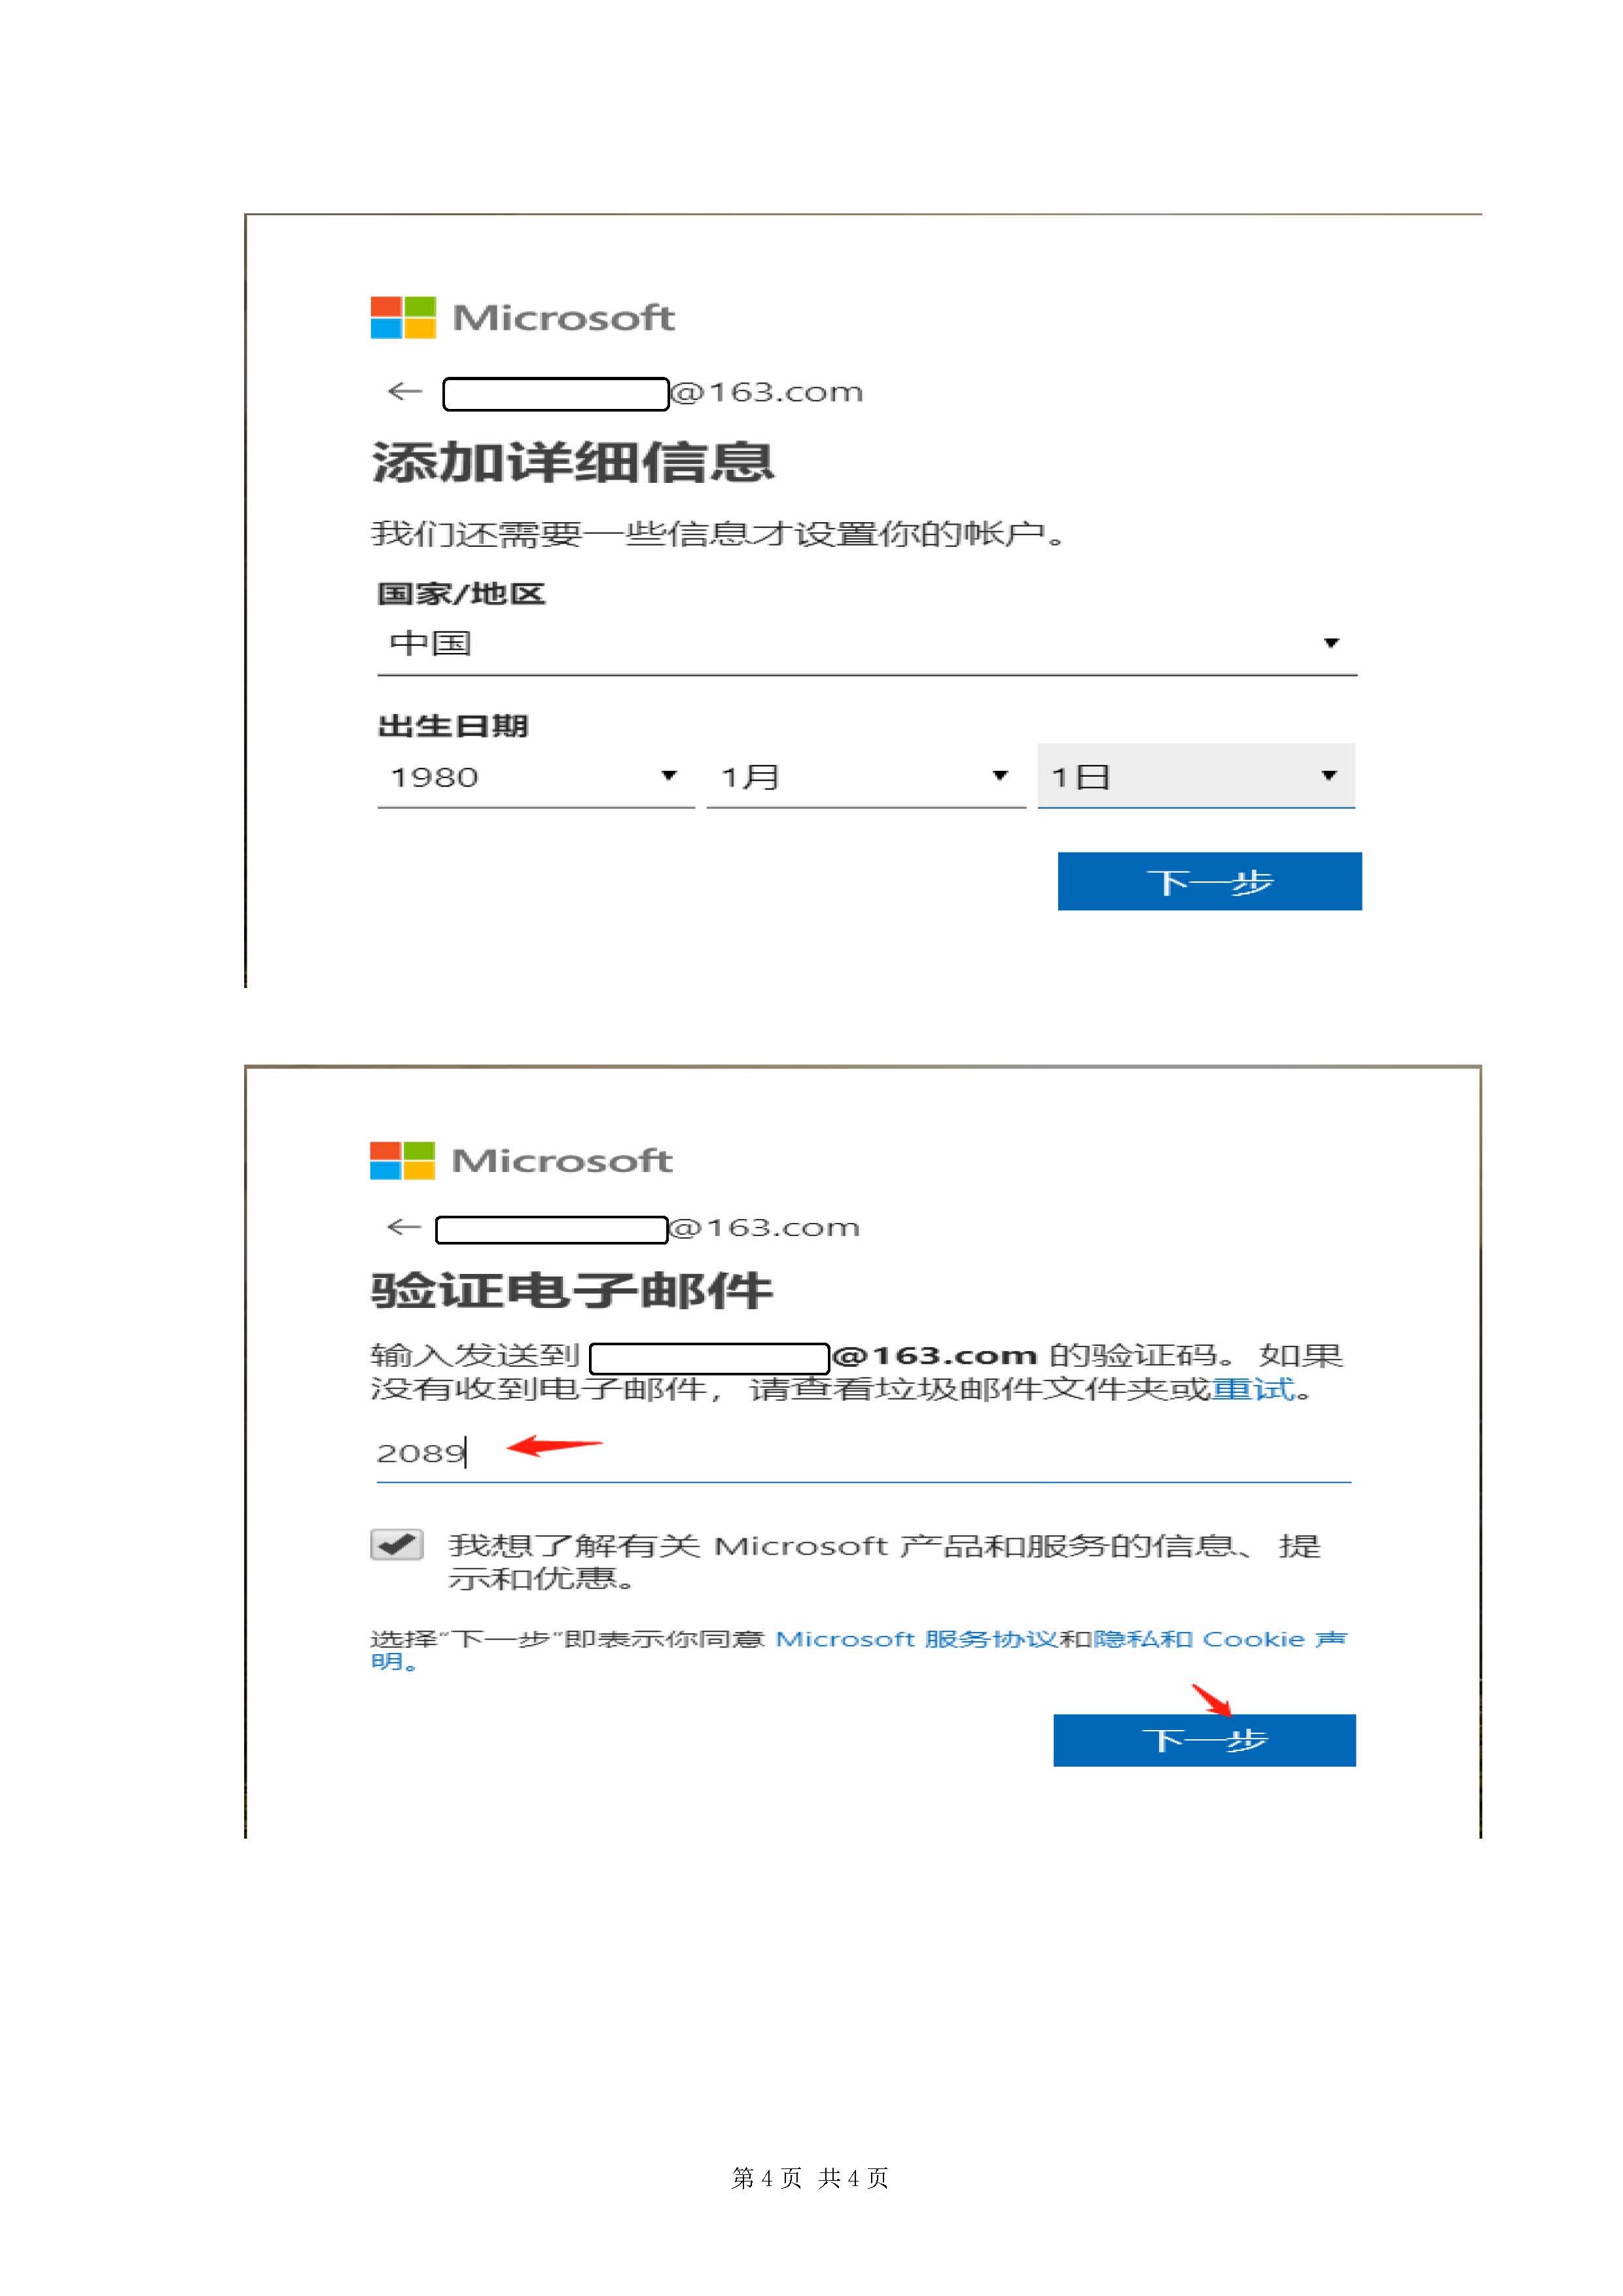 Microsoft
← @163.com
添加详细信息
我们还需要一些信息才设置你的帐户。
国家/地区
中国
出生日期
1980 1月 1日
下一步
Microsoft
← @163.com
验证电子邮件
输入发送到 @163.com 的验证码。如果
没有收到电子邮件，请查看垃圾邮件文件夹或重试。
2089
我想了解有关 Microsoft 产品和服务的信息、提
示和优惠。
选择“下一步”即表示你同意 Microsoft 服务协议和隐私和 Cookie 声
明。
下一步
第 4 页 共 4 页